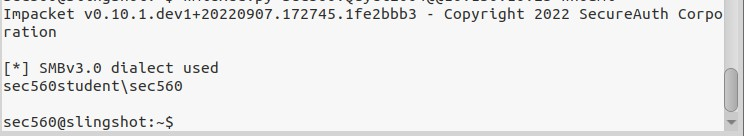 Impacket v0.10.1.dev1+20220907.172745.1fe2bbb3 - Copyright 2022 SecureAuth Corpo
ration
[*] SMBv3.0 dialect used
sec560student\sec560
sec560@slingshot:~$